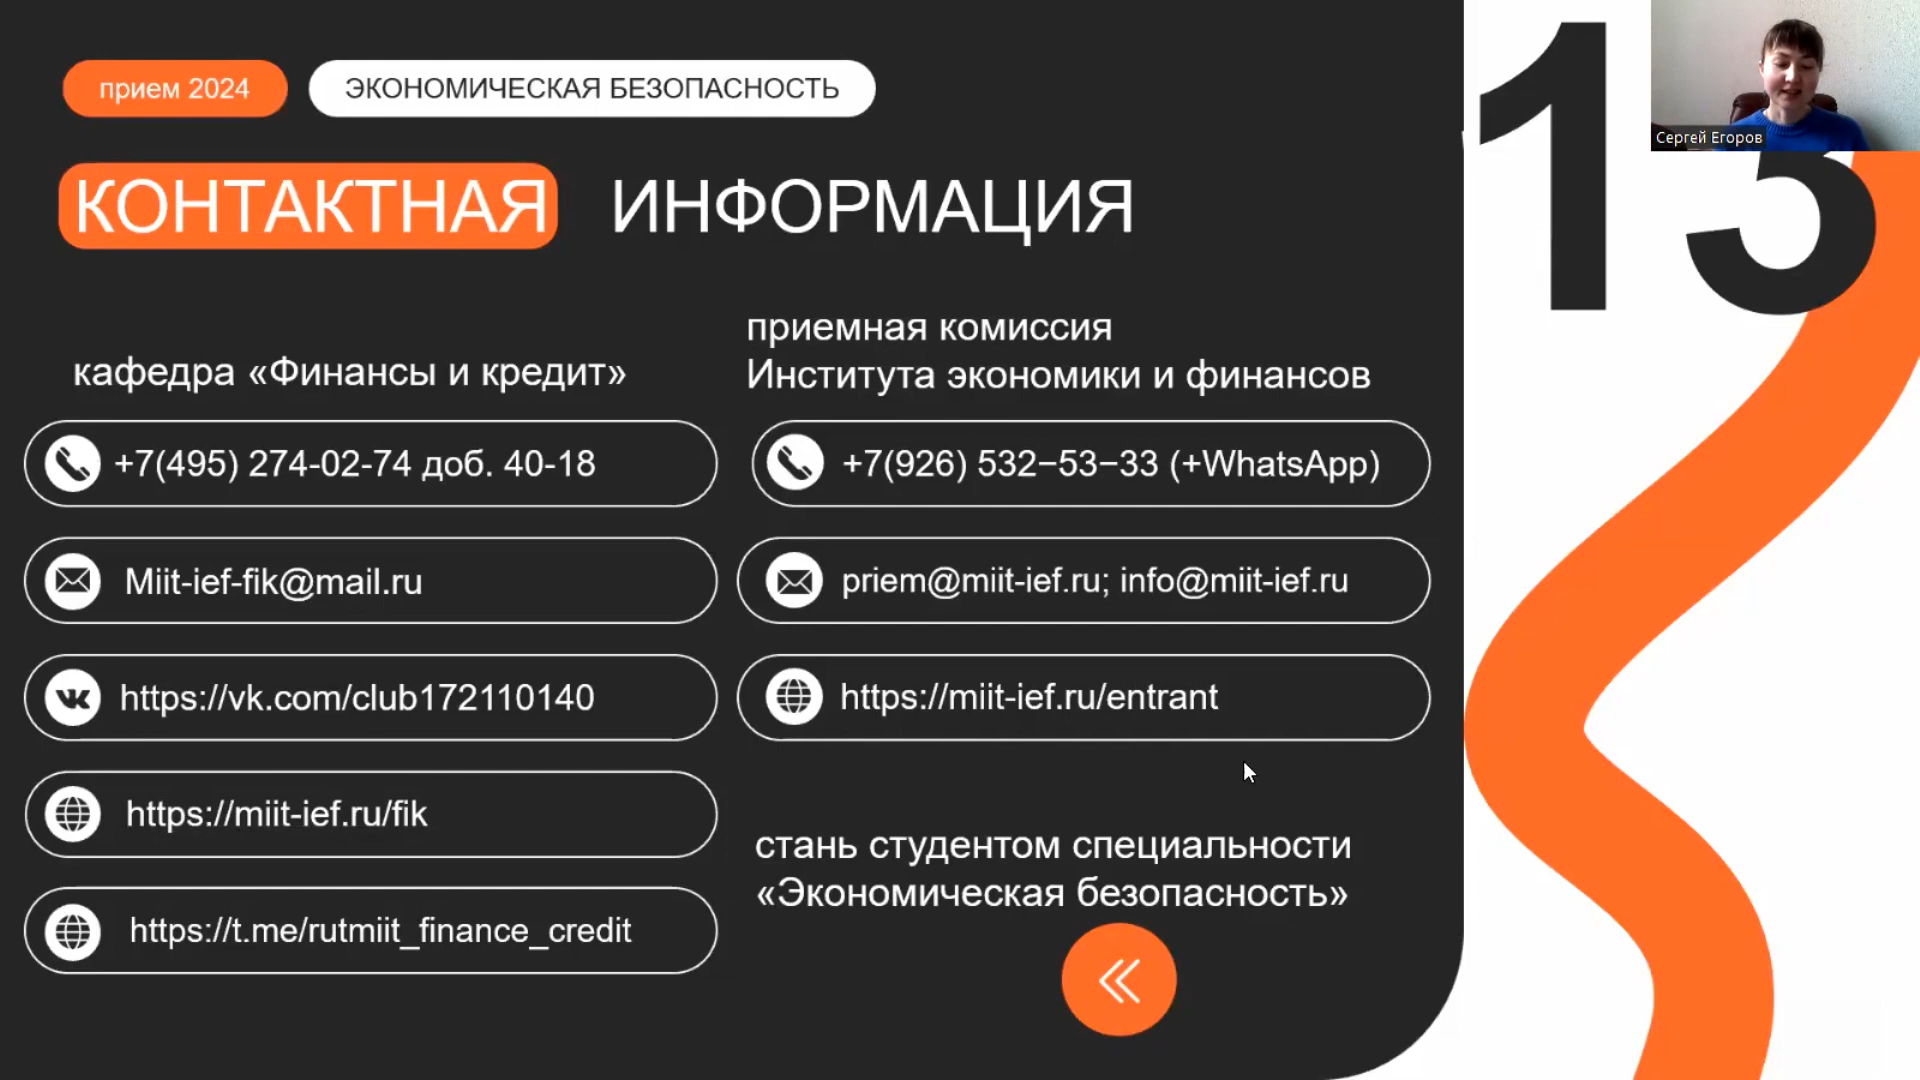 прием 2024
ЭКОНОМИЧЕСКАЯ БЕЗОПАСНОСТЬ
КОНТАКТНАЯ ИНФОРМАЦИЯ
13
Сергей Егоров
кафедра «Финансы и кредит»
+7(495) 274-02-74 доб. 40-18
Miit-ief-fik@mail.ru
https://vk.com/club172110140
https://miit-ief.ru/fik
https://t.me/rutmiit_finance_credit
приемная комиссия
Института экономики и финансов
+7(926) 532−53−33 (+WhatsApp)
priem@miit-ief.ru; info@miit-ief.ru
https://miit-ief.ru/entrant
стань студентом специальности
«Экономическая безопасность»